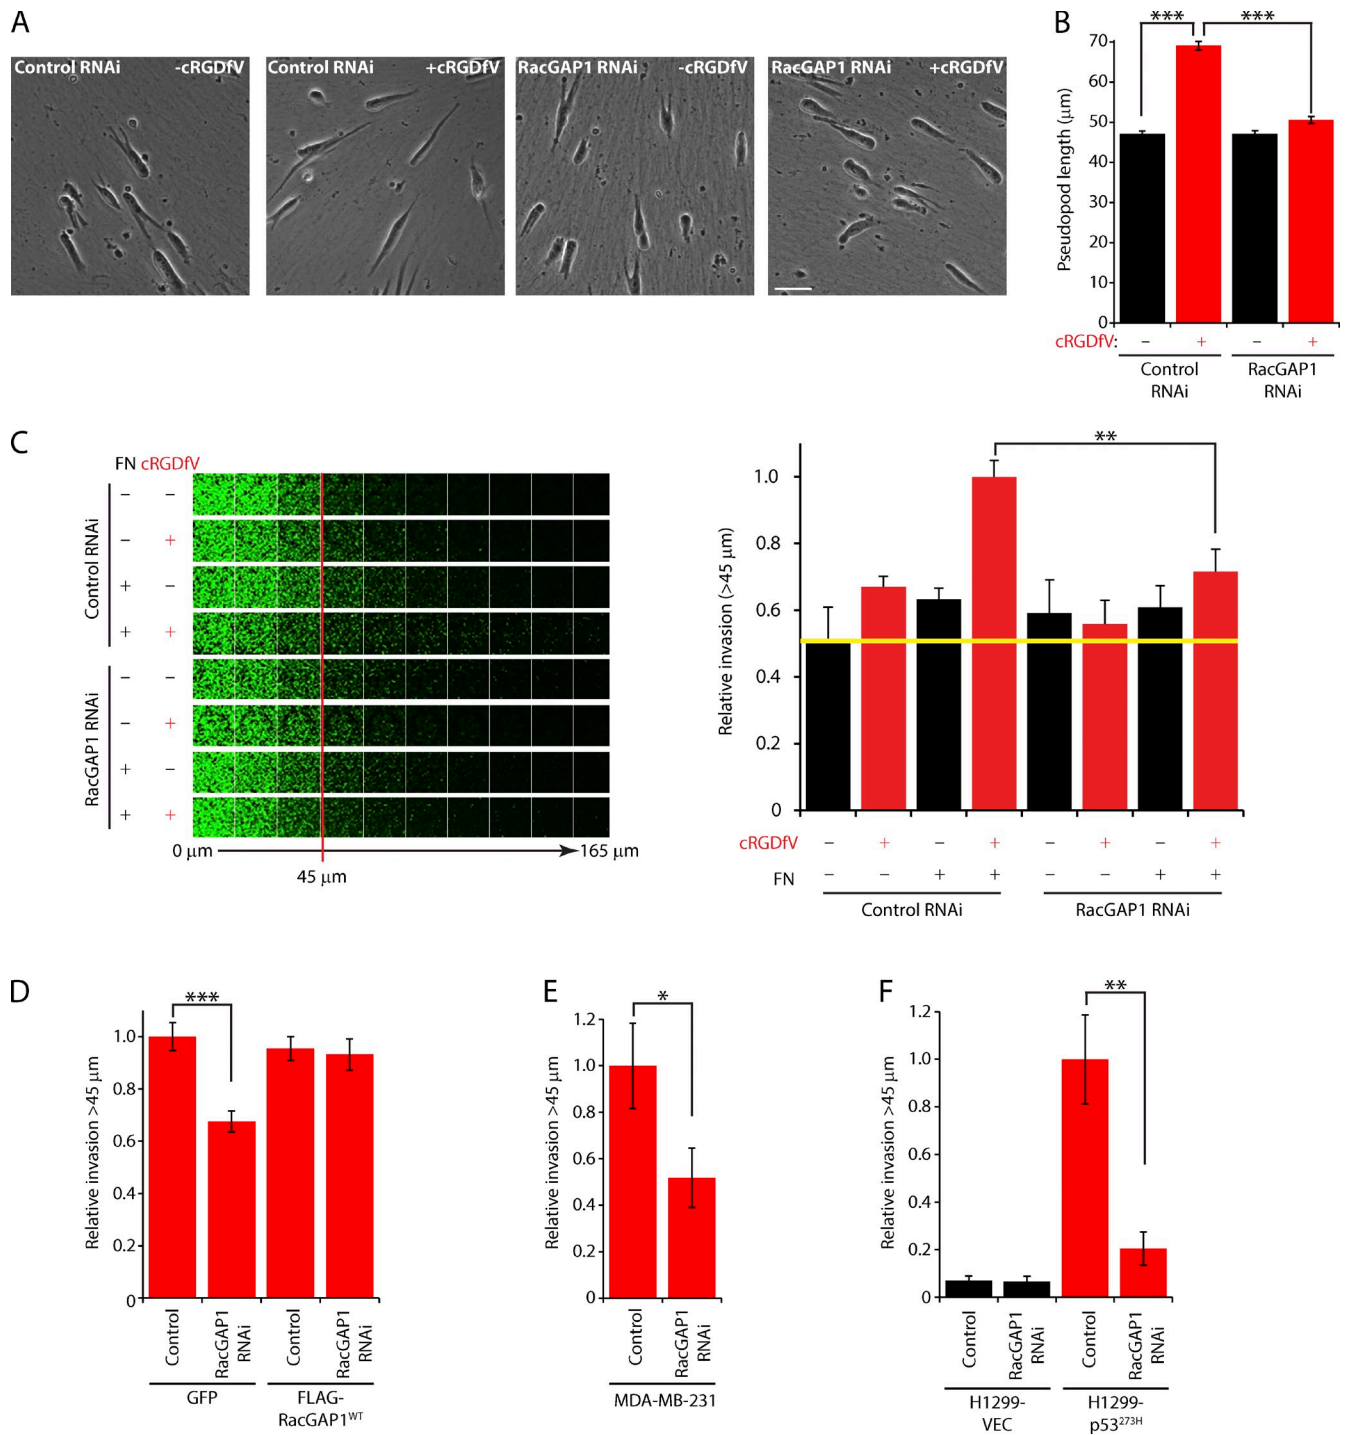 A
Control RNAi -cRGDfV
Control RNAi +cRGDfV
RacGAP1 RNAi -cRGDfV
RacGAP1 RNAi +cRGDfV
B
*** ***
Pseudopod length (μm)
70
60
50
40
30
20
10
0
cRGDfV: – + – +
Control RNAi
RacGAP1 RNAi
C
FN cRGDfV
Control RNAi
– –
– +
+ –
+ +
RacGAP1 RNAi
– –
– +
+ –
+ +
0 μm 165 μm
45 μm
**
Relative invasion (>45 μm)
1.0
0.8
0.6
0.4
0.2
0
cRGDfV – + – + – + – +
FN – – + + – – + +
Control RNAi RacGAP1 RNAi
D
***
Relative invasion >45 μm
1.0
0.8
0.6
0.4
0.2
0
Control
RacGAP1 RNAi
Control
RacGAP1 RNAi
GFP
FLAG-
RacGAP1ᵂᵀ
E
*
Relative invasion >45 μm
1.2
1.0
0.8
0.6
0.4
0.2
0
Control
RacGAP1 RNAi
MDA-MB-231
F
**
Relative invasion >45 μm
1.2
1.0
0.8
0.6
0.4
0.2
0
Control
RacGAP1 RNAi
Control
RacGAP1 RNAi
H1299-
VEC
H1299-
p53²⁷³ᴴ